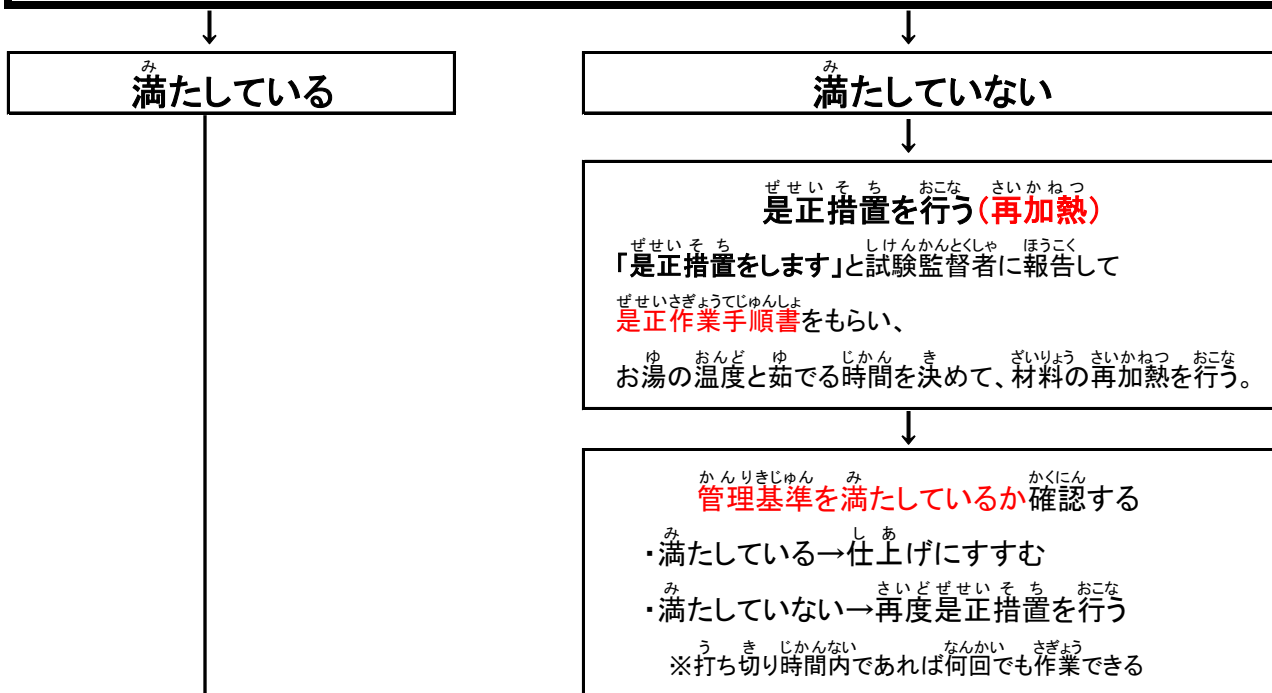 ↓ ↓
満たしている 満たしていない
↓
是正措置を行う(再加熱)
「是正措置をします」と試験監督者に報告して
是正作業手順書をもらい、
お湯の温度と茹でる時間を決めて、材料の再加熱を行う。
↓
管理基準を満たしているか確認する
・満たしている→仕上げにすすむ
・満たしていない→再度是正措置を行う
※打ち切り時間内であれば何回でも作業できる